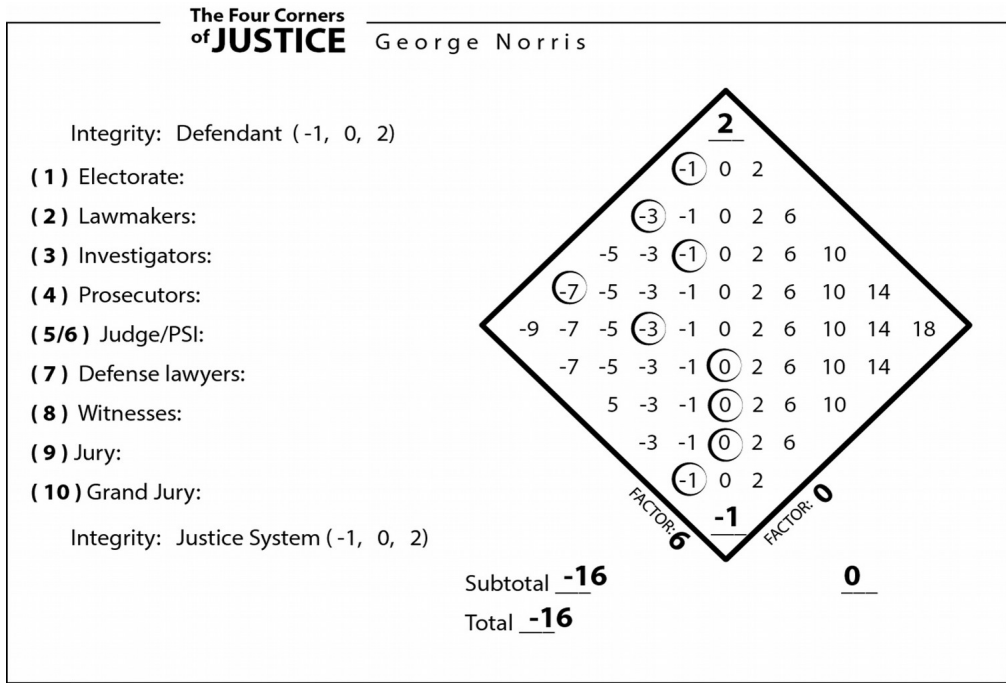 The Four Corners
of JUSTICE George Norris
2
Integrity: Defendant (-1, 0, 2)
(1) Electorate: -1 0 2
(2) Lawmakers: -3 -1 0 2 6
(3) Investigators: -5 -3 -1 0 2 6 10
(4) Prosecutors: -7 -5 -3 -1 0 2 6 10 14
(5/6) Judge/PSI: -9 -7 -5 -3 -1 0 2 6 10 14 18
(7) Defense lawyers: -7 -5 -3 -1 0 2 6 10 14
(8) Witnesses: 5 -3 -1 0 2 6 10
(9) Jury: -3 -1 0 2 6
(10) Grand Jury: -1 0 2
FACTOR: 6
-1
FACTOR: 0
Integrity: Justice System (-1, 0, 2)
Subtotal -16 0
Total -16